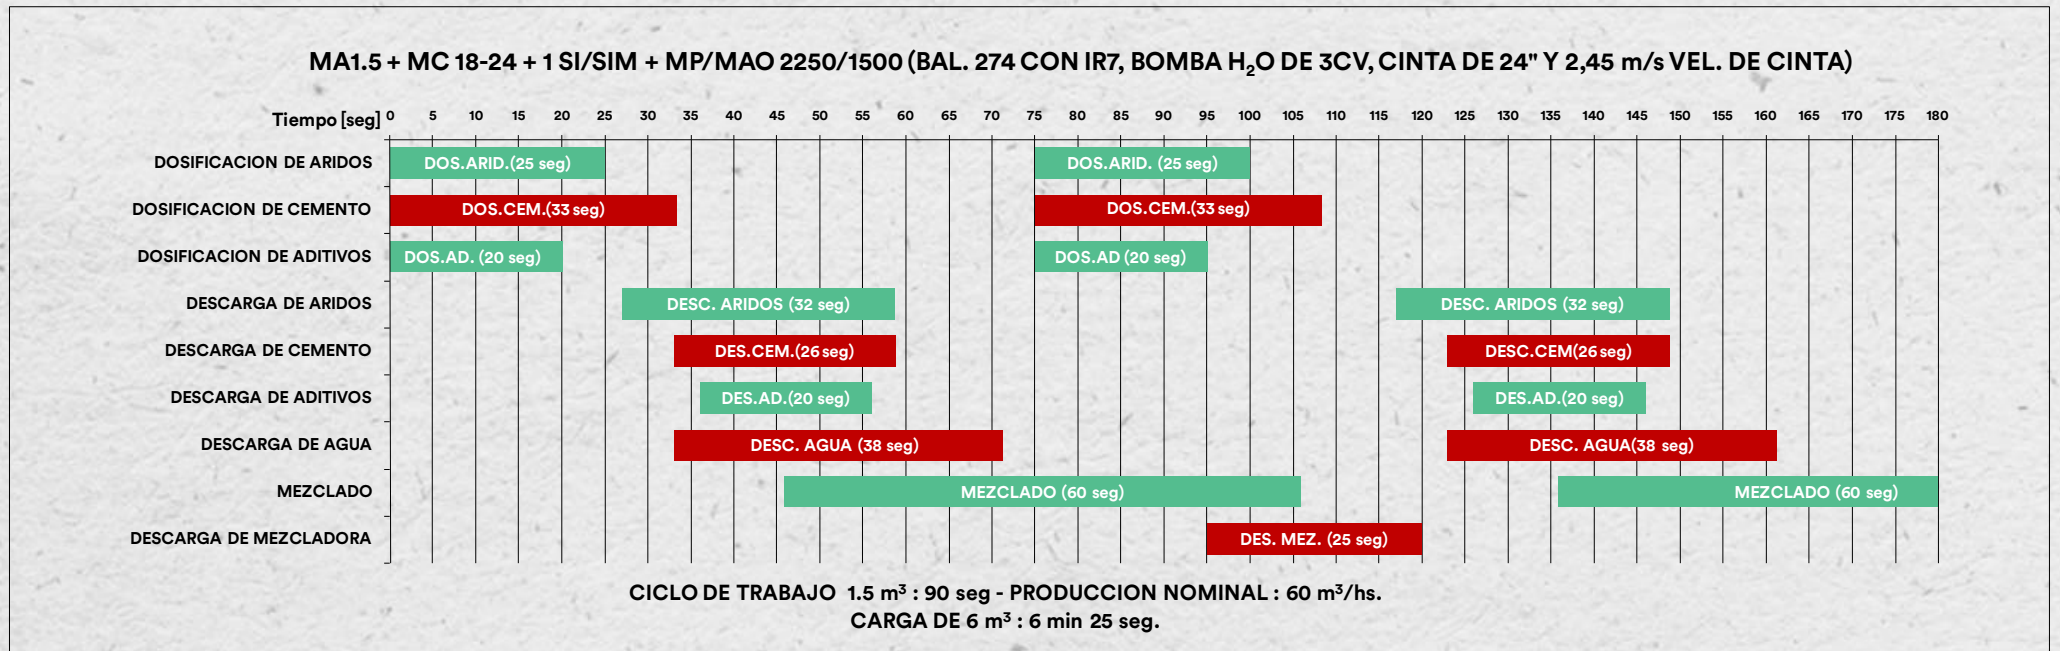 MA1.5 + MC 18-24 + 1 SI/SIM + MP/MAO 2250/1500 (BAL. 274 CON IR7, BOMBA H₂O DE 3CV, CINTA DE 24" Y 2,45 m/s VEL. DE CINTA)
Tiempo [seg] 0 5 10 15 20 25 30 35 40 45 50 55 60 65 70 75 80 85 90 95 100 105 110 115 120 125 130 135 140 145 150 155 160 165 170 175 180
DOSIFICACION DE ARIDOS DOS.ARID.(25 seg) DOS.ARID. (25 seg)
DOSIFICACION DE CEMENTO DOS.CEM.(33 seg) DOS.CEM.(33 seg)
DOSIFICACION DE ADITIVOS DOS.AD. (20 seg) DOS.AD (20 seg)
DESCARGA DE ARIDOS DESC. ARIDOS (32 seg) DESC. ARIDOS (32 seg)
DESCARGA DE CEMENTO DES.CEM.(26 seg) DESC.CEM(26 seg)
DESCARGA DE ADITIVOS DES.AD.(20 seg) DES.AD.(20 seg)
DESCARGA DE AGUA DESC. AGUA (38 seg) DESC. AGUA(38 seg)
MEZCLADO MEZCLADO (60 seg) MEZCLADO (60 seg)
DESCARGA DE MEZCLADORA DES. MEZ. (25 seg)
CICLO DE TRABAJO 1.5 m³ : 90 seg - PRODUCCION NOMINAL : 60 m³/hs.
CARGA DE 6 m³ : 6 min 25 seg.